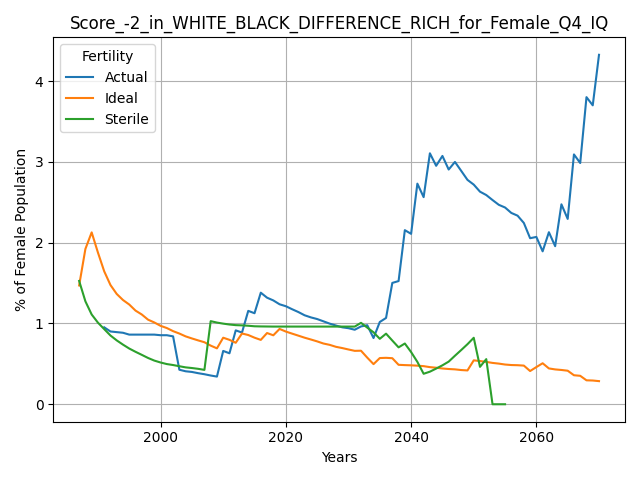 Score_-2_in_WHITE_BLACK_DIFFERENCE_RICH_for_Female_Q4_IQ
Fertility
Actual
Ideal
Sterile
% of Female Population
4
3
2
1
0
2000
2020
2040
2060
Years